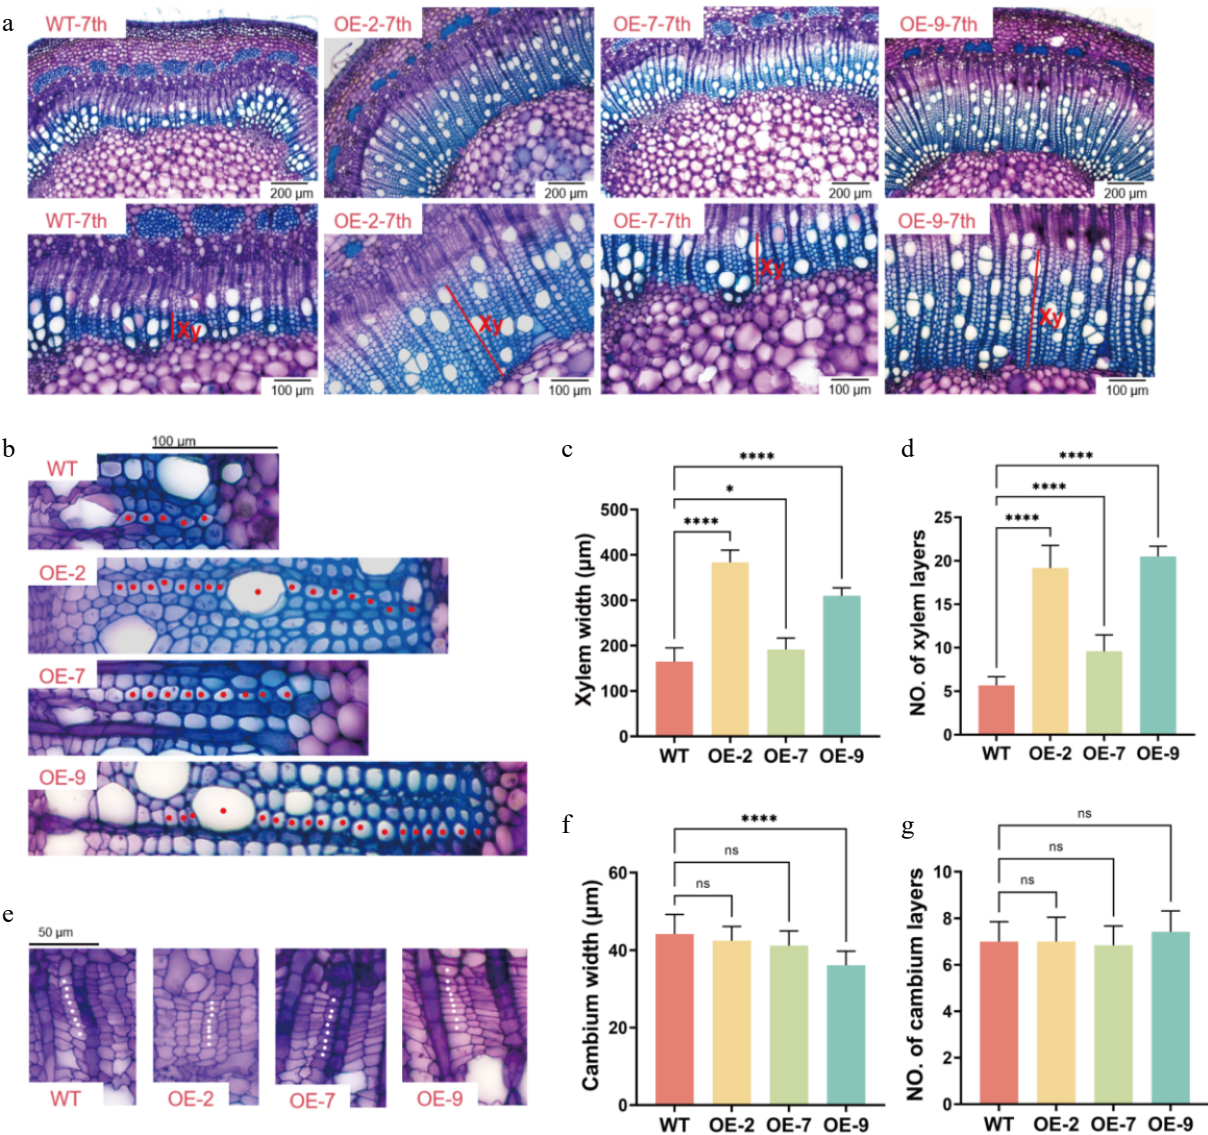 a
WT-7th
OE-2-7th
OE-7-7th
OE-9-7th
200 µm
200 µm
200 µm
200 µm
WT-7th
OE-2-7th
OE-7-7th
OE-9-7th
Xy
Xy
Xy
Xy
100 µm
100 µm
100 µm
100 µm
b
100 µm
WT
OE-2
OE-7
OE-9
c
****
*
****
Xylem width (µm)
500
400
300
200
100
0
WT OE-2 OE-7 OE-9
d
****
****
****
NO. of xylem layers
25
20
15
10
5
0
WT OE-2 OE-7 OE-9
e
50 µm
WT
OE-2
OE-7
OE-9
f
****
ns
ns
Cambium width (µm)
60
40
20
0
WT OE-2 OE-7 OE-9
g
ns
ns
ns
NO. of cambium layers
10
8
6
4
2
0
WT OE-2 OE-7 OE-9